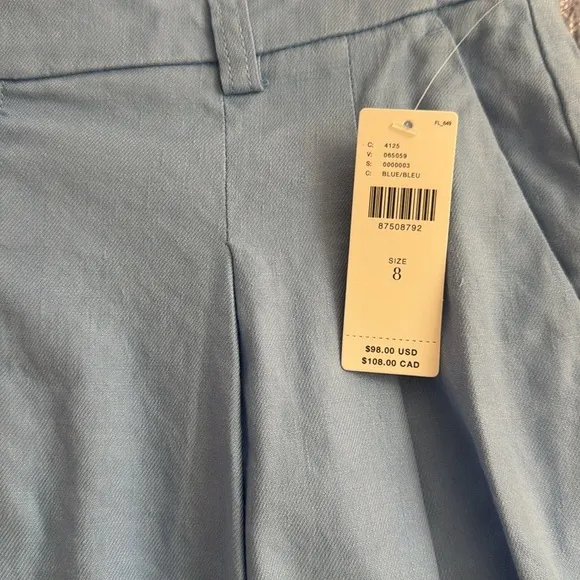 FL_649
C: 4125
V: 065059
S: 0000003
C: BLUE/BLEU
87508792
SIZE
8
$98.00 USD
$108.00 CAD